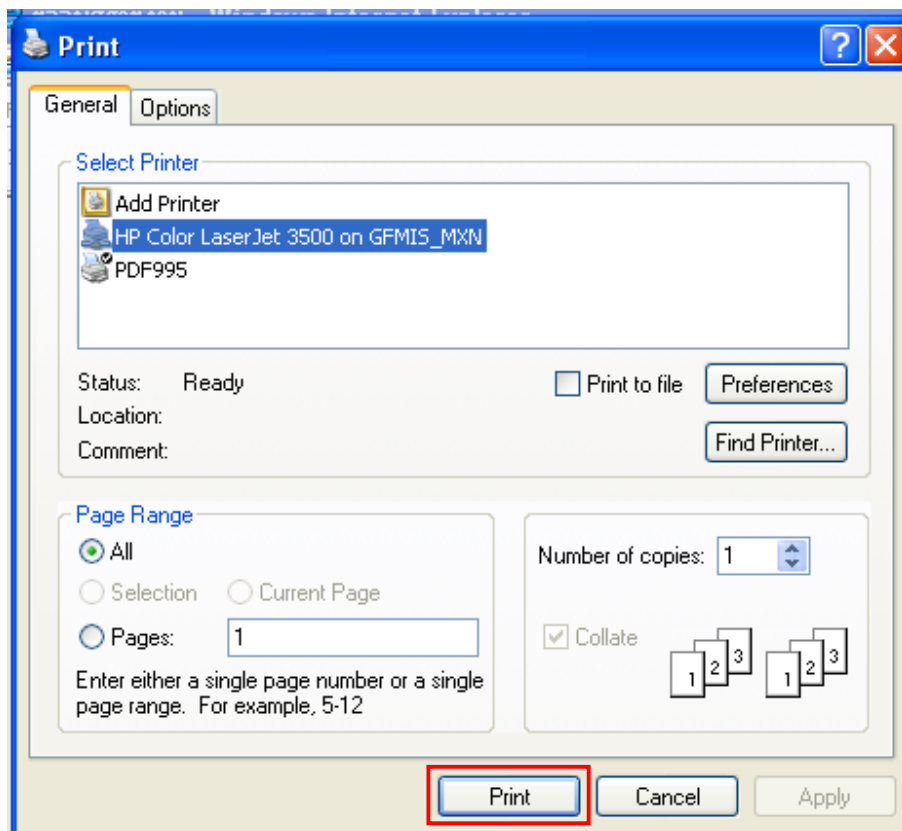 Windows Internet Explorer
Print
General Options
Select Printer
Add Printer
HP Color LaserJet 3500 on GFMIS_MXN
PDF995
Status: Ready
Print to file
Preferences
Location:
Comment:
Find Printer...
Page Range
All
Number of copies: 1
Selection Current Page
Pages: 1
Collate
1 2 3 1 2 3
Enter either a single page number or a single
page range. For example, 5-12
Print Cancel Apply